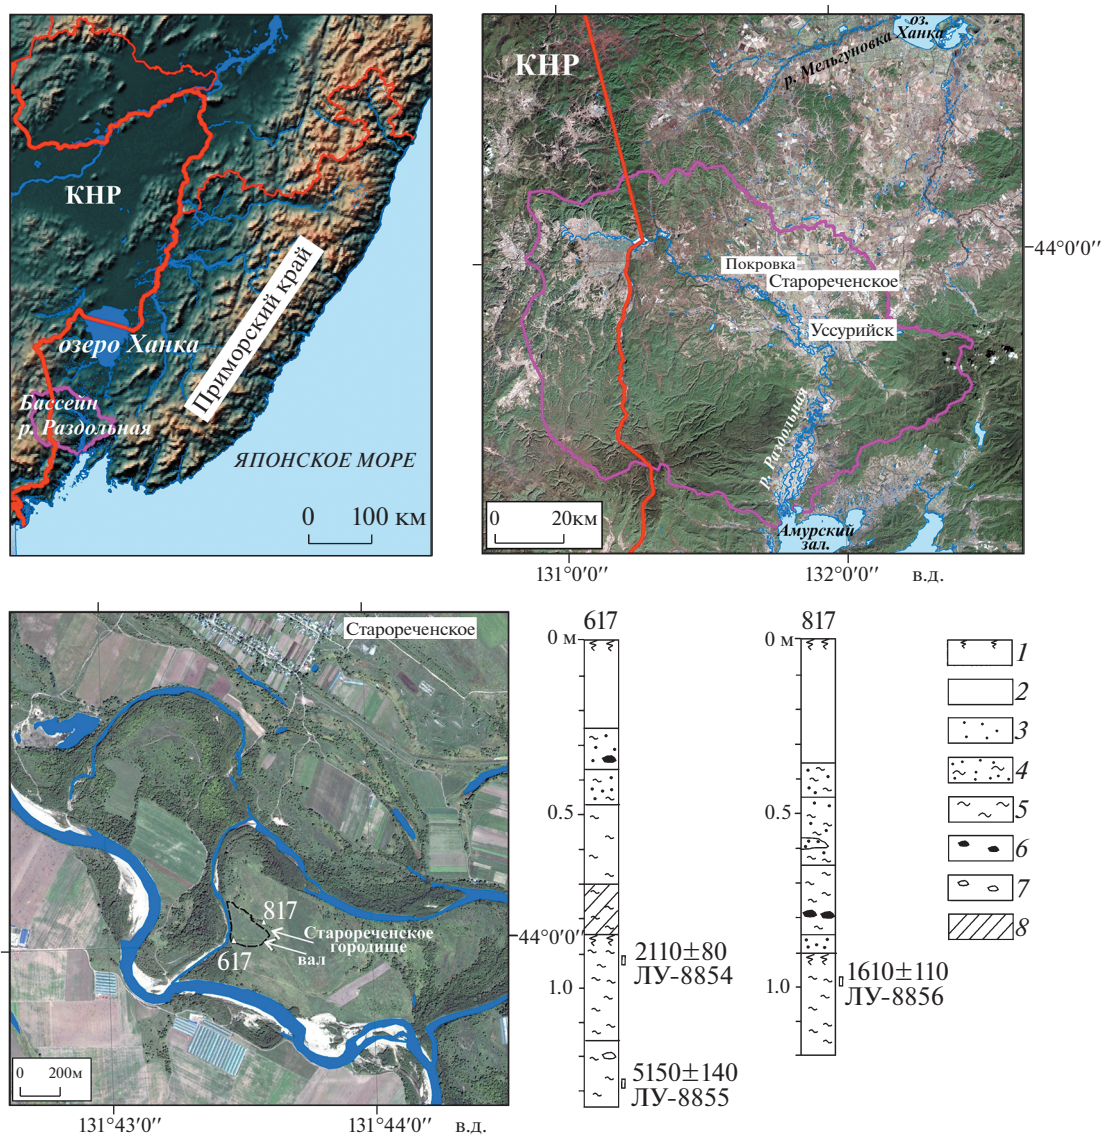 КНР
озеро Ханка
Приморский край
Бассейн
р. Раздольная
ЯПОНСКОЕ МОРЕ
0 100 км
КНР
оз.
Ханка
р. Мельгуновка
Покровка
Стареченское
Уссурийск
р. Раздольная
Амурский
зал.
0 20км
44°0′0′′
131°0′0′′ 132°0′0′′ в.д.
Старореченское
817
Старореченское
городище
вал
617
0 200м
44°0′0′′
131°43′0′′ 131°44′0′′ в.д.
617
0 м
0.5
1.0
2110±80
ЛУ-8854
5150±140
ЛУ-8855
817
0 м
0.5
1.0
1610±110
ЛУ-8856
1
2
3
4
5
6
7
8